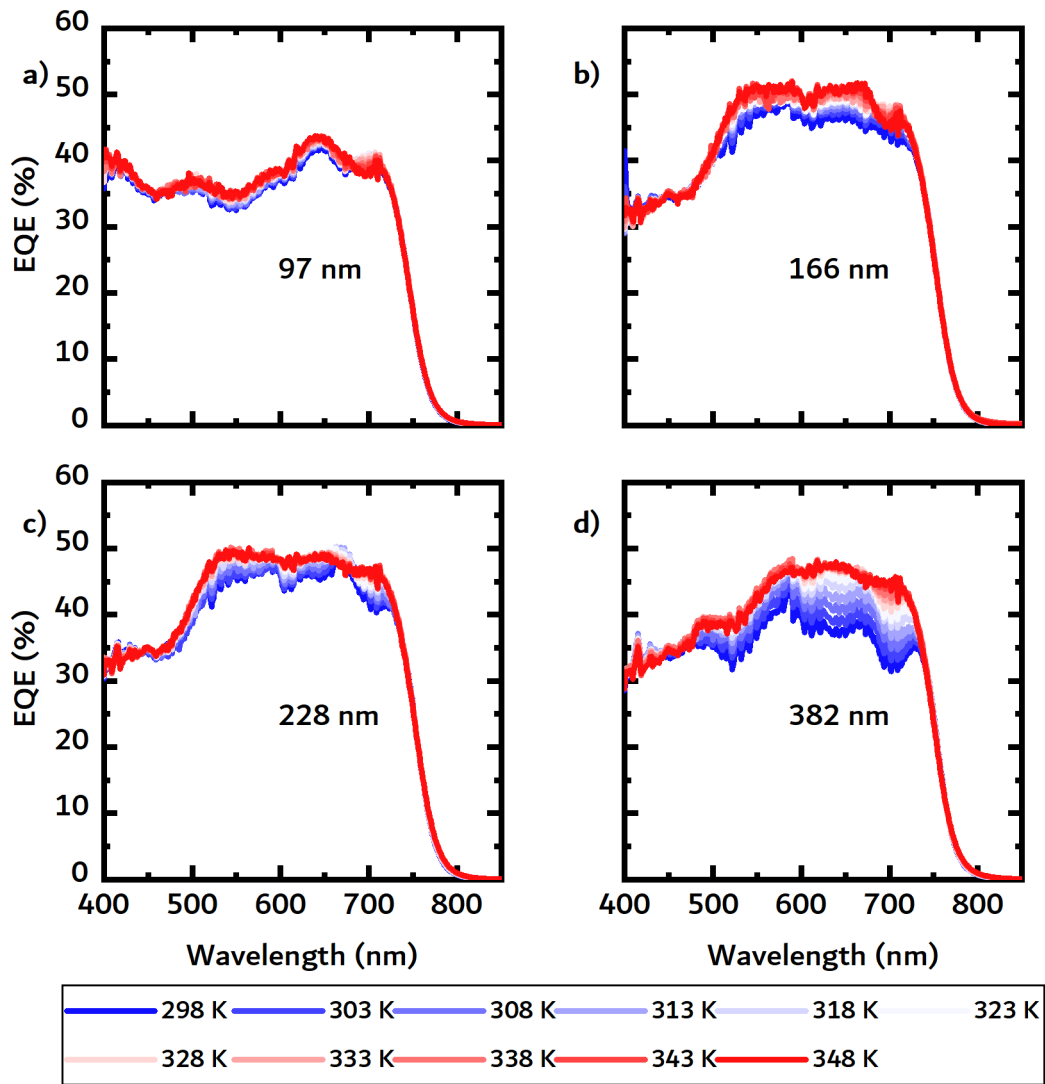 a)
b)
60
50
40
30
20
10
0
EQE (%)
97 nm
166 nm
c)
d)
60
50
40
30
20
10
0
EQE (%)
228 nm
382 nm
400 500 600 700 800 400 500 600 700 800
Wavelength (nm) Wavelength (nm)
298 K 303 K 308 K 313 K 318 K 323 K
328 K 333 K 338 K 343 K 348 K